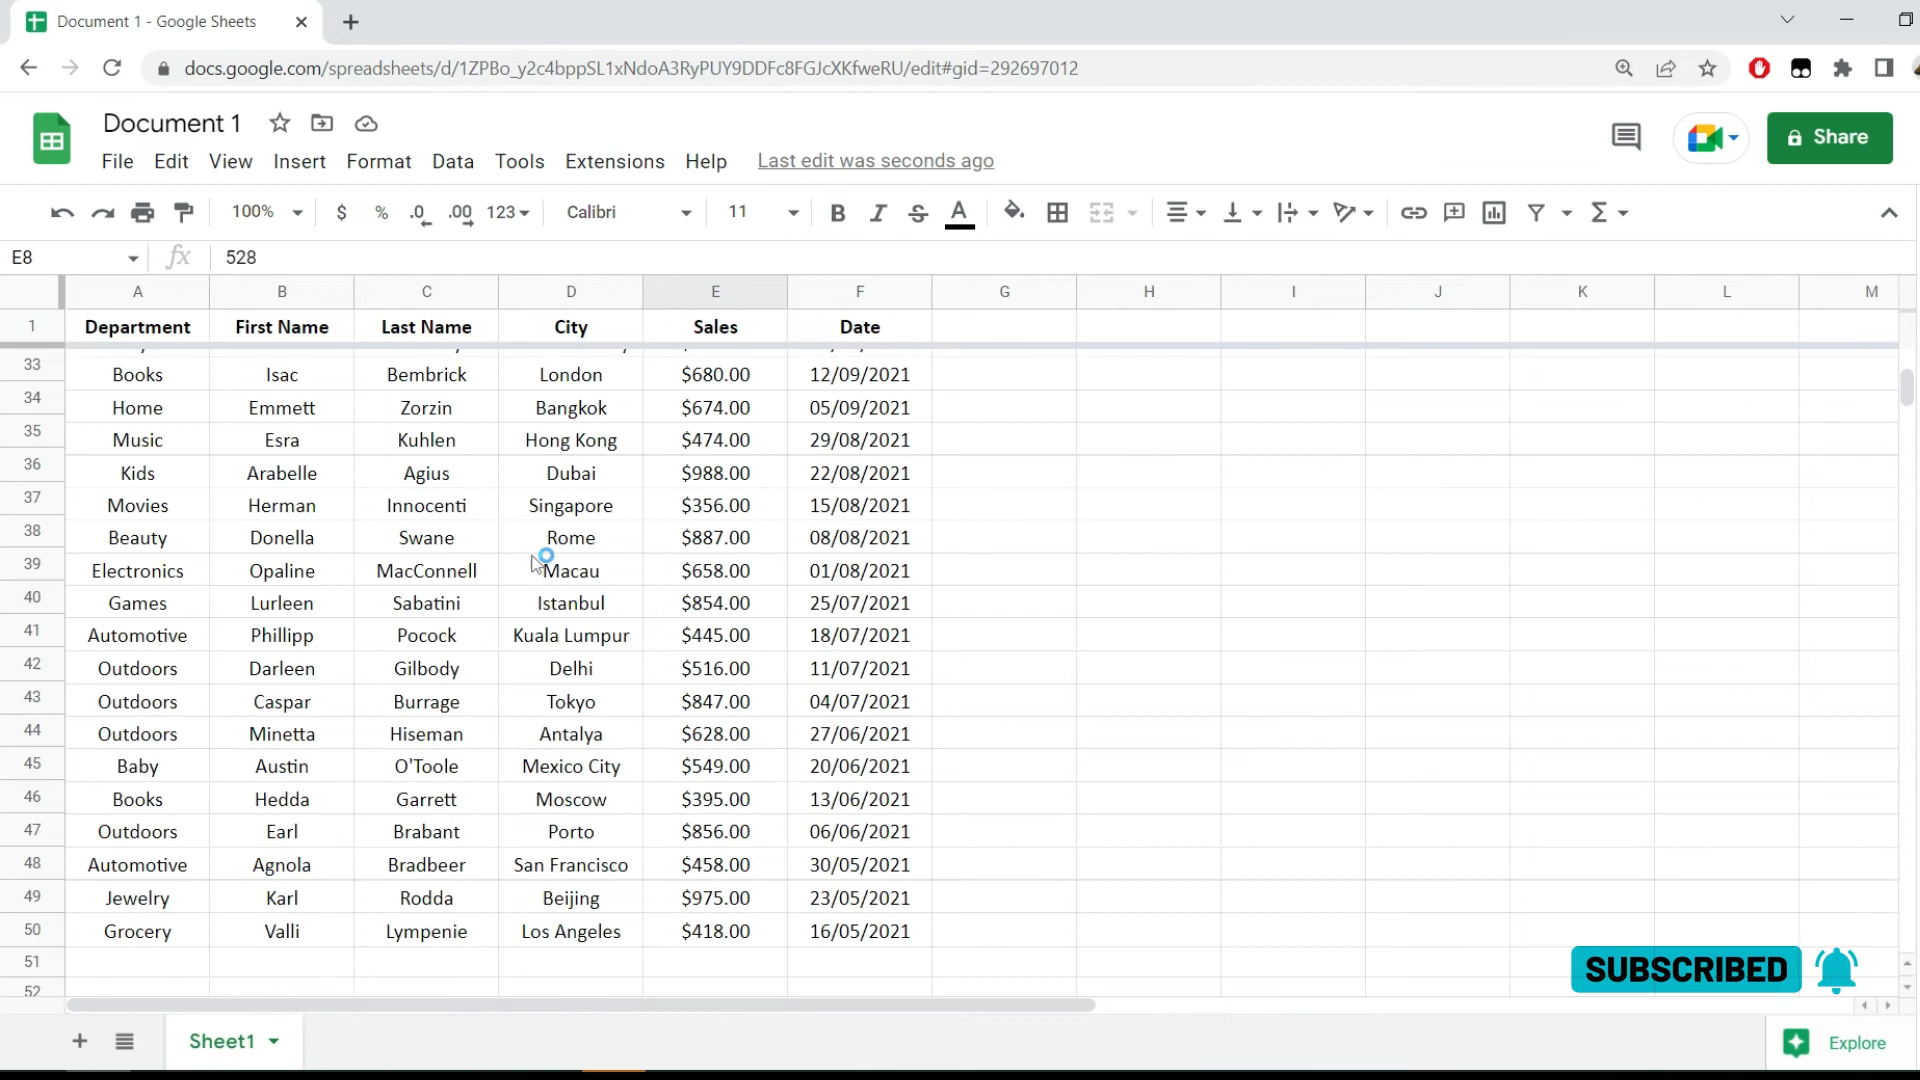 Document 1 - Google Sheets
docs.google.com/spreadsheets/d/1ZPBo_y2c4bppSL1xNdoA3RyPUY9DDFc8FGJcXKfweRU/edit#gid=292697012
Document 1
Share
File Edit View Insert Format Data Tools Extensions Help Last edit was seconds ago
100% $ % .0 .00 123 Calibri 11 B I S A Σ
E8 fx 528
A B C D E F G H I J K L M
1 Department First Name Last Name City Sales Date
33 Books Isac Bembrick London $680.00 12/09/2021
34 Home Emmett Zorzin Bangkok $674.00 05/09/2021
35 Music Esra Kuhlen Hong Kong $474.00 29/08/2021
36 Kids Arabelle Agius Dubai $988.00 22/08/2021
37 Movies Herman Innocenti Singapore $356.00 15/08/2021
38 Beauty Donella Swane Rome $887.00 08/08/2021
39 Electronics Opaline MacConnell Macau $658.00 01/08/2021
40 Games Lurleen Sabatini Istanbul $854.00 25/07/2021
41 Automotive Phillipp Pocock Kuala Lumpur $445.00 18/07/2021
42 Outdoors Darleen Gilbody Delhi $516.00 11/07/2021
43 Outdoors Caspar Burrage Tokyo $847.00 04/07/2021
44 Outdoors Minetta Hiseman Antalya $628.00 27/06/2021
45 Baby Austin O'Toole Mexico City $549.00 20/06/2021
46 Books Hedda Garrett Moscow $395.00 13/06/2021
47 Outdoors Earl Brabant Porto $856.00 06/06/2021
48 Automotive Agnola Bradbeer San Francisco $458.00 30/05/2021
49 Jewelry Karl Rodda Beijing $975.00 23/05/2021
50 Grocery Valli Lympenie Los Angeles $418.00 16/05/2021
51
52
SUBSCRIBED
Sheet1
Explore